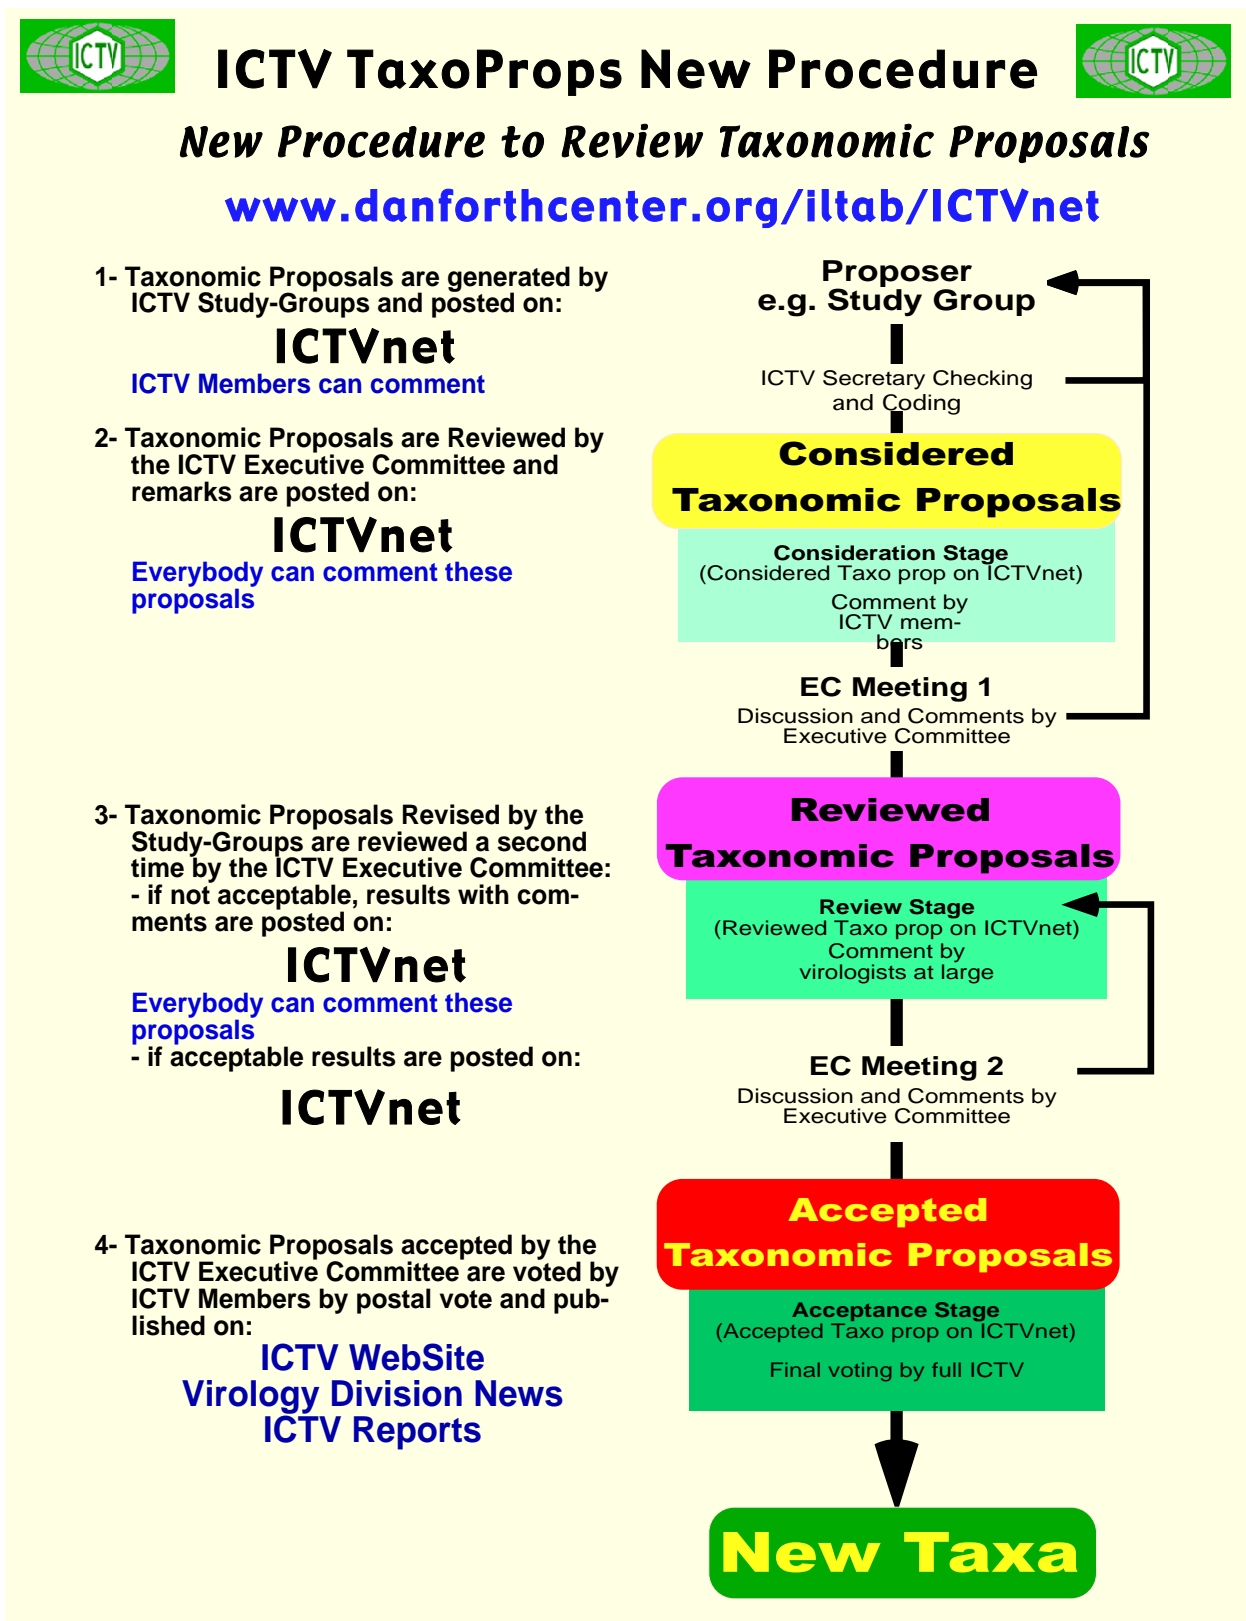 ICTV
ICTV
ICTV TaxoProps New Procedure
New Procedure to Review Taxonomic Proposals
www.danforthcenter.org/iltab/ICTVnet
1- Taxonomic Proposals are generated by
ICTV Study-Groups and posted on:
ICTVnet
ICTV Members can comment
2- Taxonomic Proposals are Reviewed by
the ICTV Executive Committee and
remarks are posted on:
ICTVnet
Everybody can comment these
proposals
3- Taxonomic Proposals Revised by the
Study-Groups are reviewed a second
time by the ICTV Executive Committee:
- if not acceptable, results with com-
ments are posted on:
ICTVnet
Everybody can comment these
proposals
- if acceptable results are posted on:
ICTVnet
4- Taxonomic Proposals accepted by the
ICTV Executive Committee are voted by
ICTV Members by postal vote and pub-
lished on:
ICTV WebSite
Virology Division News
ICTV Reports
Proposer
e.g. Study Group
ICTV Secretary Checking
and Coding
Considered
Taxonomic Proposals
Consideration Stage
(Considered Taxo prop on ICTVnet)
Comment by
ICTV mem-
bers
EC Meeting 1
Discussion and Comments by
Executive Committee
Reviewed
Taxonomic Proposals
Review Stage
(Reviewed Taxo prop on ICTVnet)
Comment by
virologists at large
EC Meeting 2
Discussion and Comments by
Executive Committee
Accepted
Taxonomic Proposals
Acceptance Stage
(Accepted Taxo prop on ICTVnet)
Final voting by full ICTV
New Taxa